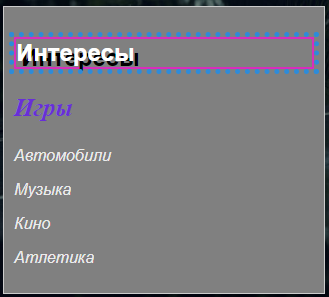 Интересы
Игры
Автомобили
Музыка
Кино
Атлетика